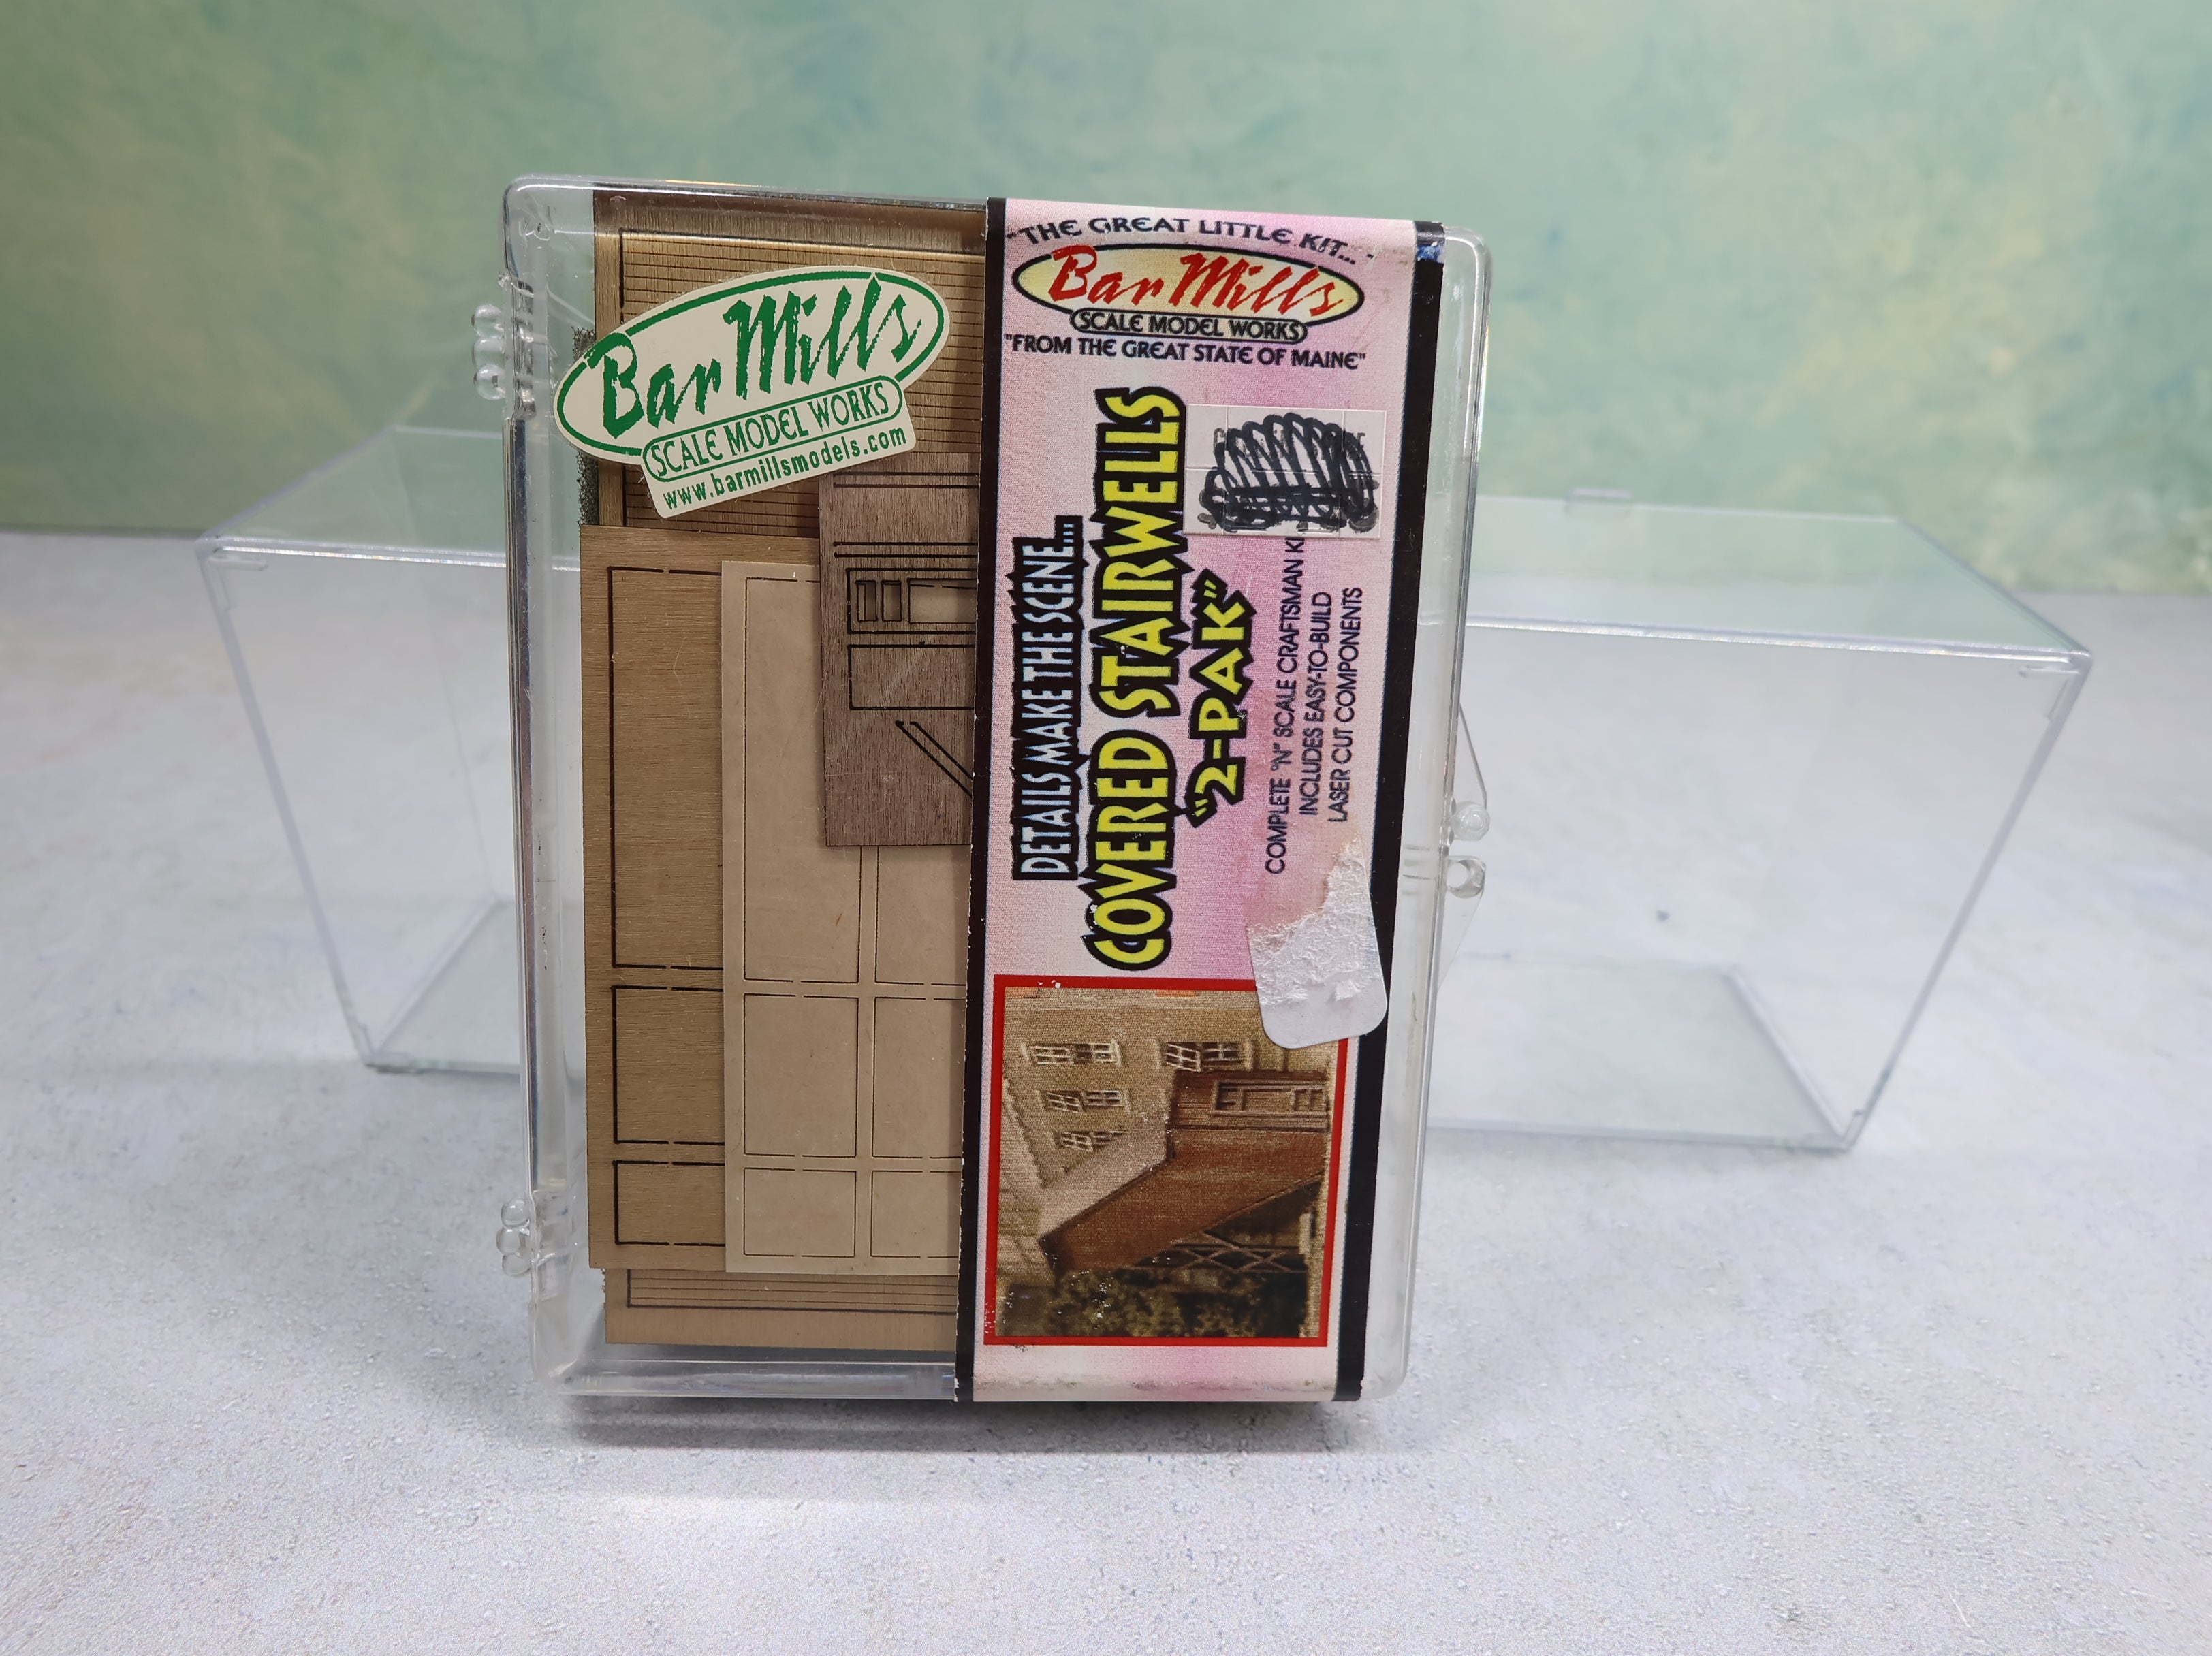 Bar Mills
SCALE MODEL WORKS
www.barmillsmodels.com
"THE GREAT LITTLE KIT... "
Bar Mills
SCALE MODEL WORKS
"FROM THE GREAT STATE OF MAINE"
DETAILS MAKE THE SCENE...
COVERED STAIRWELLS
"2-PAK"
COMPLETE "N" SCALE CRAFTSMAN
INCLUDES EASY-TO-BUILD
LASER CUT COMPONENTS